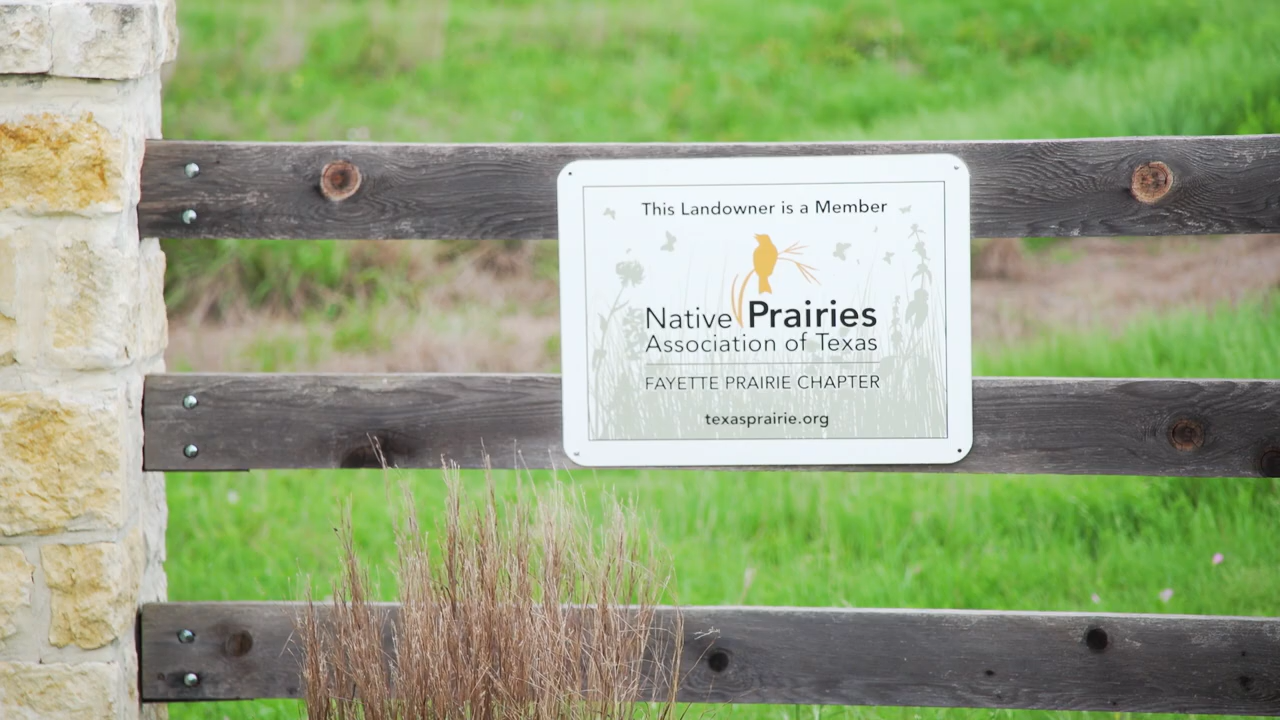 This Landowner is a Member
Native Prairies
Association of Texas
FAYETTE PRAIRIE CHAPTER
texasprairie.org